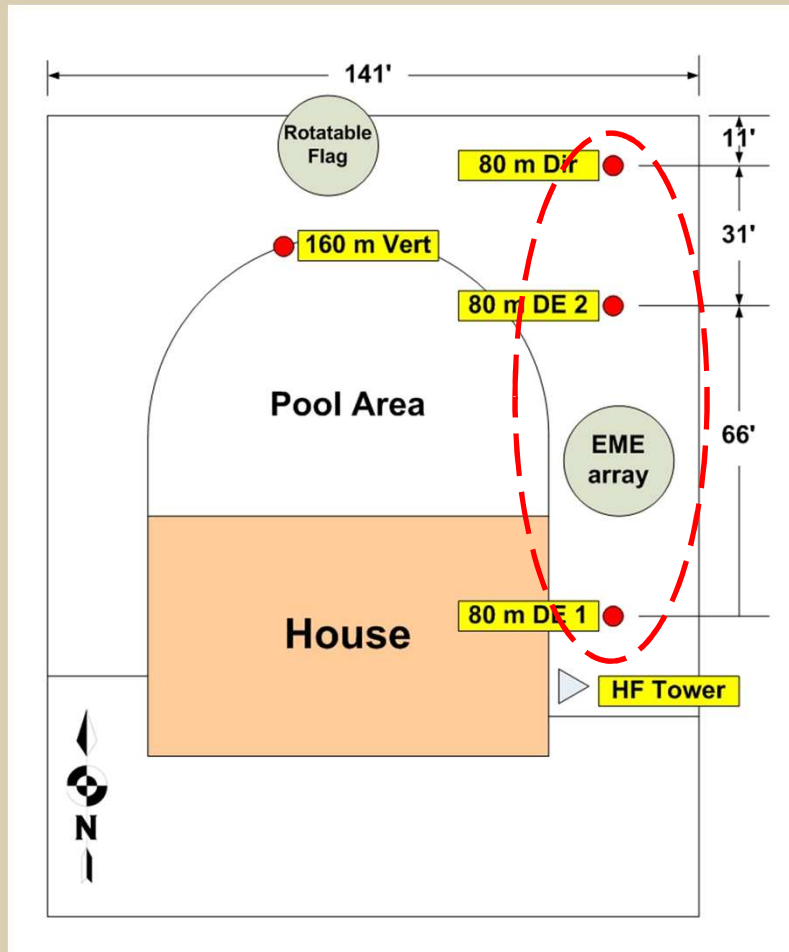 141'
Rotatable
Flag
80 m Dir
11'
31'
160 m Vert
80 m DE 2
Pool Area
66'
EME
array
80 m DE 1
House
HF Tower
N